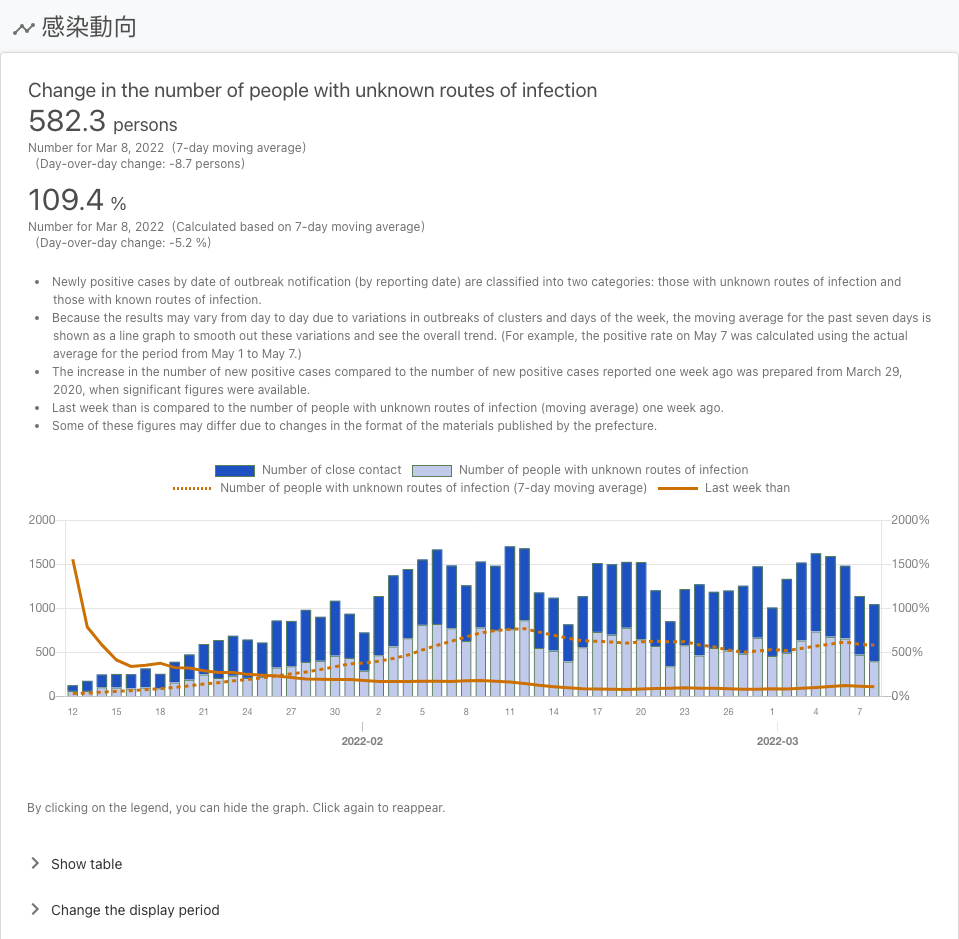 感染動向
Change in the number of people with unknown routes of infection
582.3 persons
Number for Mar 8, 2022 (7-day moving average)
(Day-over-day change: -8.7 persons)
109.4 %
Number for Mar 8, 2022 (Calculated based on 7-day moving average)
(Day-over-day change: -5.2 %)
• Newly positive cases by date of outbreak notification (by reporting date) are classified into two categories: those with unknown routes of infection and
those with known routes of infection.
• Because the results may vary from day to day due to variations in outbreaks of clusters and days of the week, the moving average for the past seven days is
shown as a line graph to smooth out these variations and see the overall trend. (For example, the positive rate on May 7 was calculated using the actual
average for the period from May 1 to May 7.)
• The increase in the number of new positive cases compared to the number of new positive cases reported one week ago was prepared from March 29,
2020, when significant figures were available.
• Last week than is compared to the number of people with unknown routes of infection (moving average) one week ago.
• Some of these figures may differ due to changes in the format of the materials published by the prefecture.
Number of close contact Number of people with unknown routes of infection
Number of people with unknown routes of infection (7-day moving average) Last week than
2000 2000%
1500 1500%
1000 1000%
500 500%
0 0%
12 15 18 21 24 27 30 2 5 8 11 14 17 20 23 26 1 4 7
2022-02 2022-03
By clicking on the legend, you can hide the graph. Click again to reappear.
Show table
Change the display period